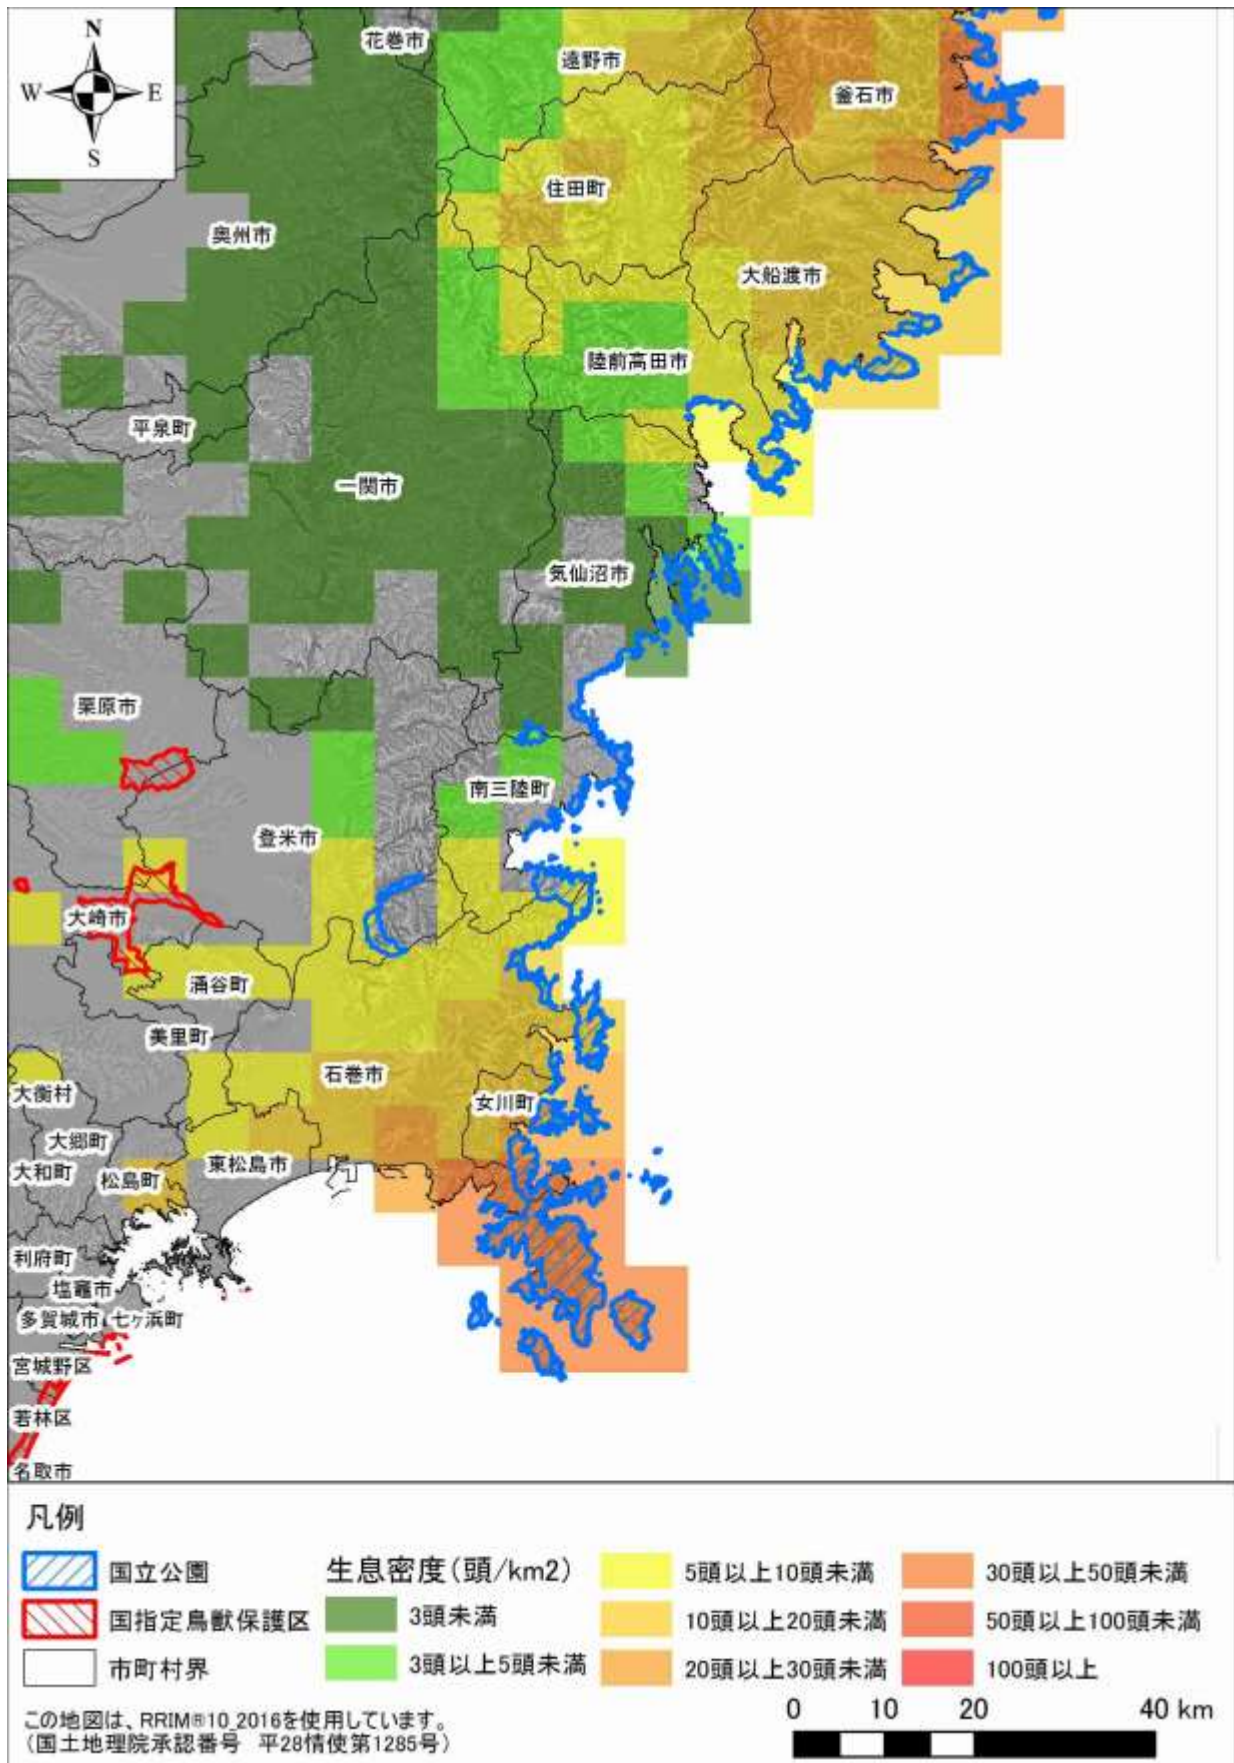 N
花巻市
遠野市
W E
釜石市
S
住田町
奥州市
大船渡市
陸前高田市
平泉町
一関市
気仙沼市
栗原市
南三陸町
登米市
大崎市
涌谷町
美里町
石巻市
大衡村
女川町
大郷町
東松島市
大和町
松島町
利府町
塩竈市
多賀城市 七ヶ浜町
宮城野区
若林区
名取市
凡例
国立公園
国指定鳥獣保護区
市町村界
生息密度(頭/km2)
3頭未満
3頭以上5頭未満
5頭以上10頭未満
10頭以上20頭未満
20頭以上30頭未満
30頭以上50頭未満
50頭以上100頭未満
100頭以上
この地図は、RRIM®10_2016を使用しています。
(国土地理院承認番号 平28情使第1285号)
0 10 20 40 km